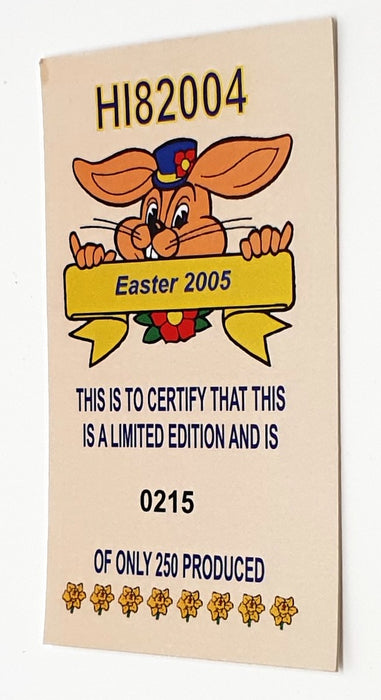 HI82004
Easter 2005
THIS IS TO CERTIFY THAT THIS
IS A LIMITED EDITION AND IS
0215
OF ONLY 250 PRODUCED